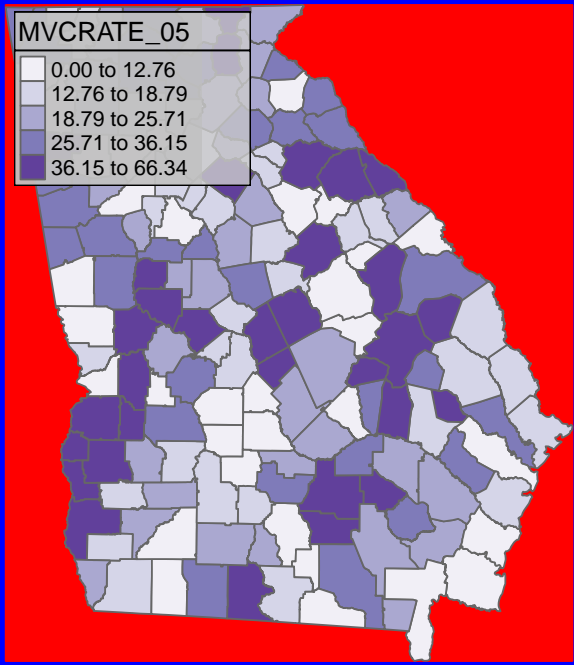 MVCRATE_05
0.00 to 12.76
12.76 to 18.79
18.79 to 25.71
25.71 to 36.15
36.15 to 66.34